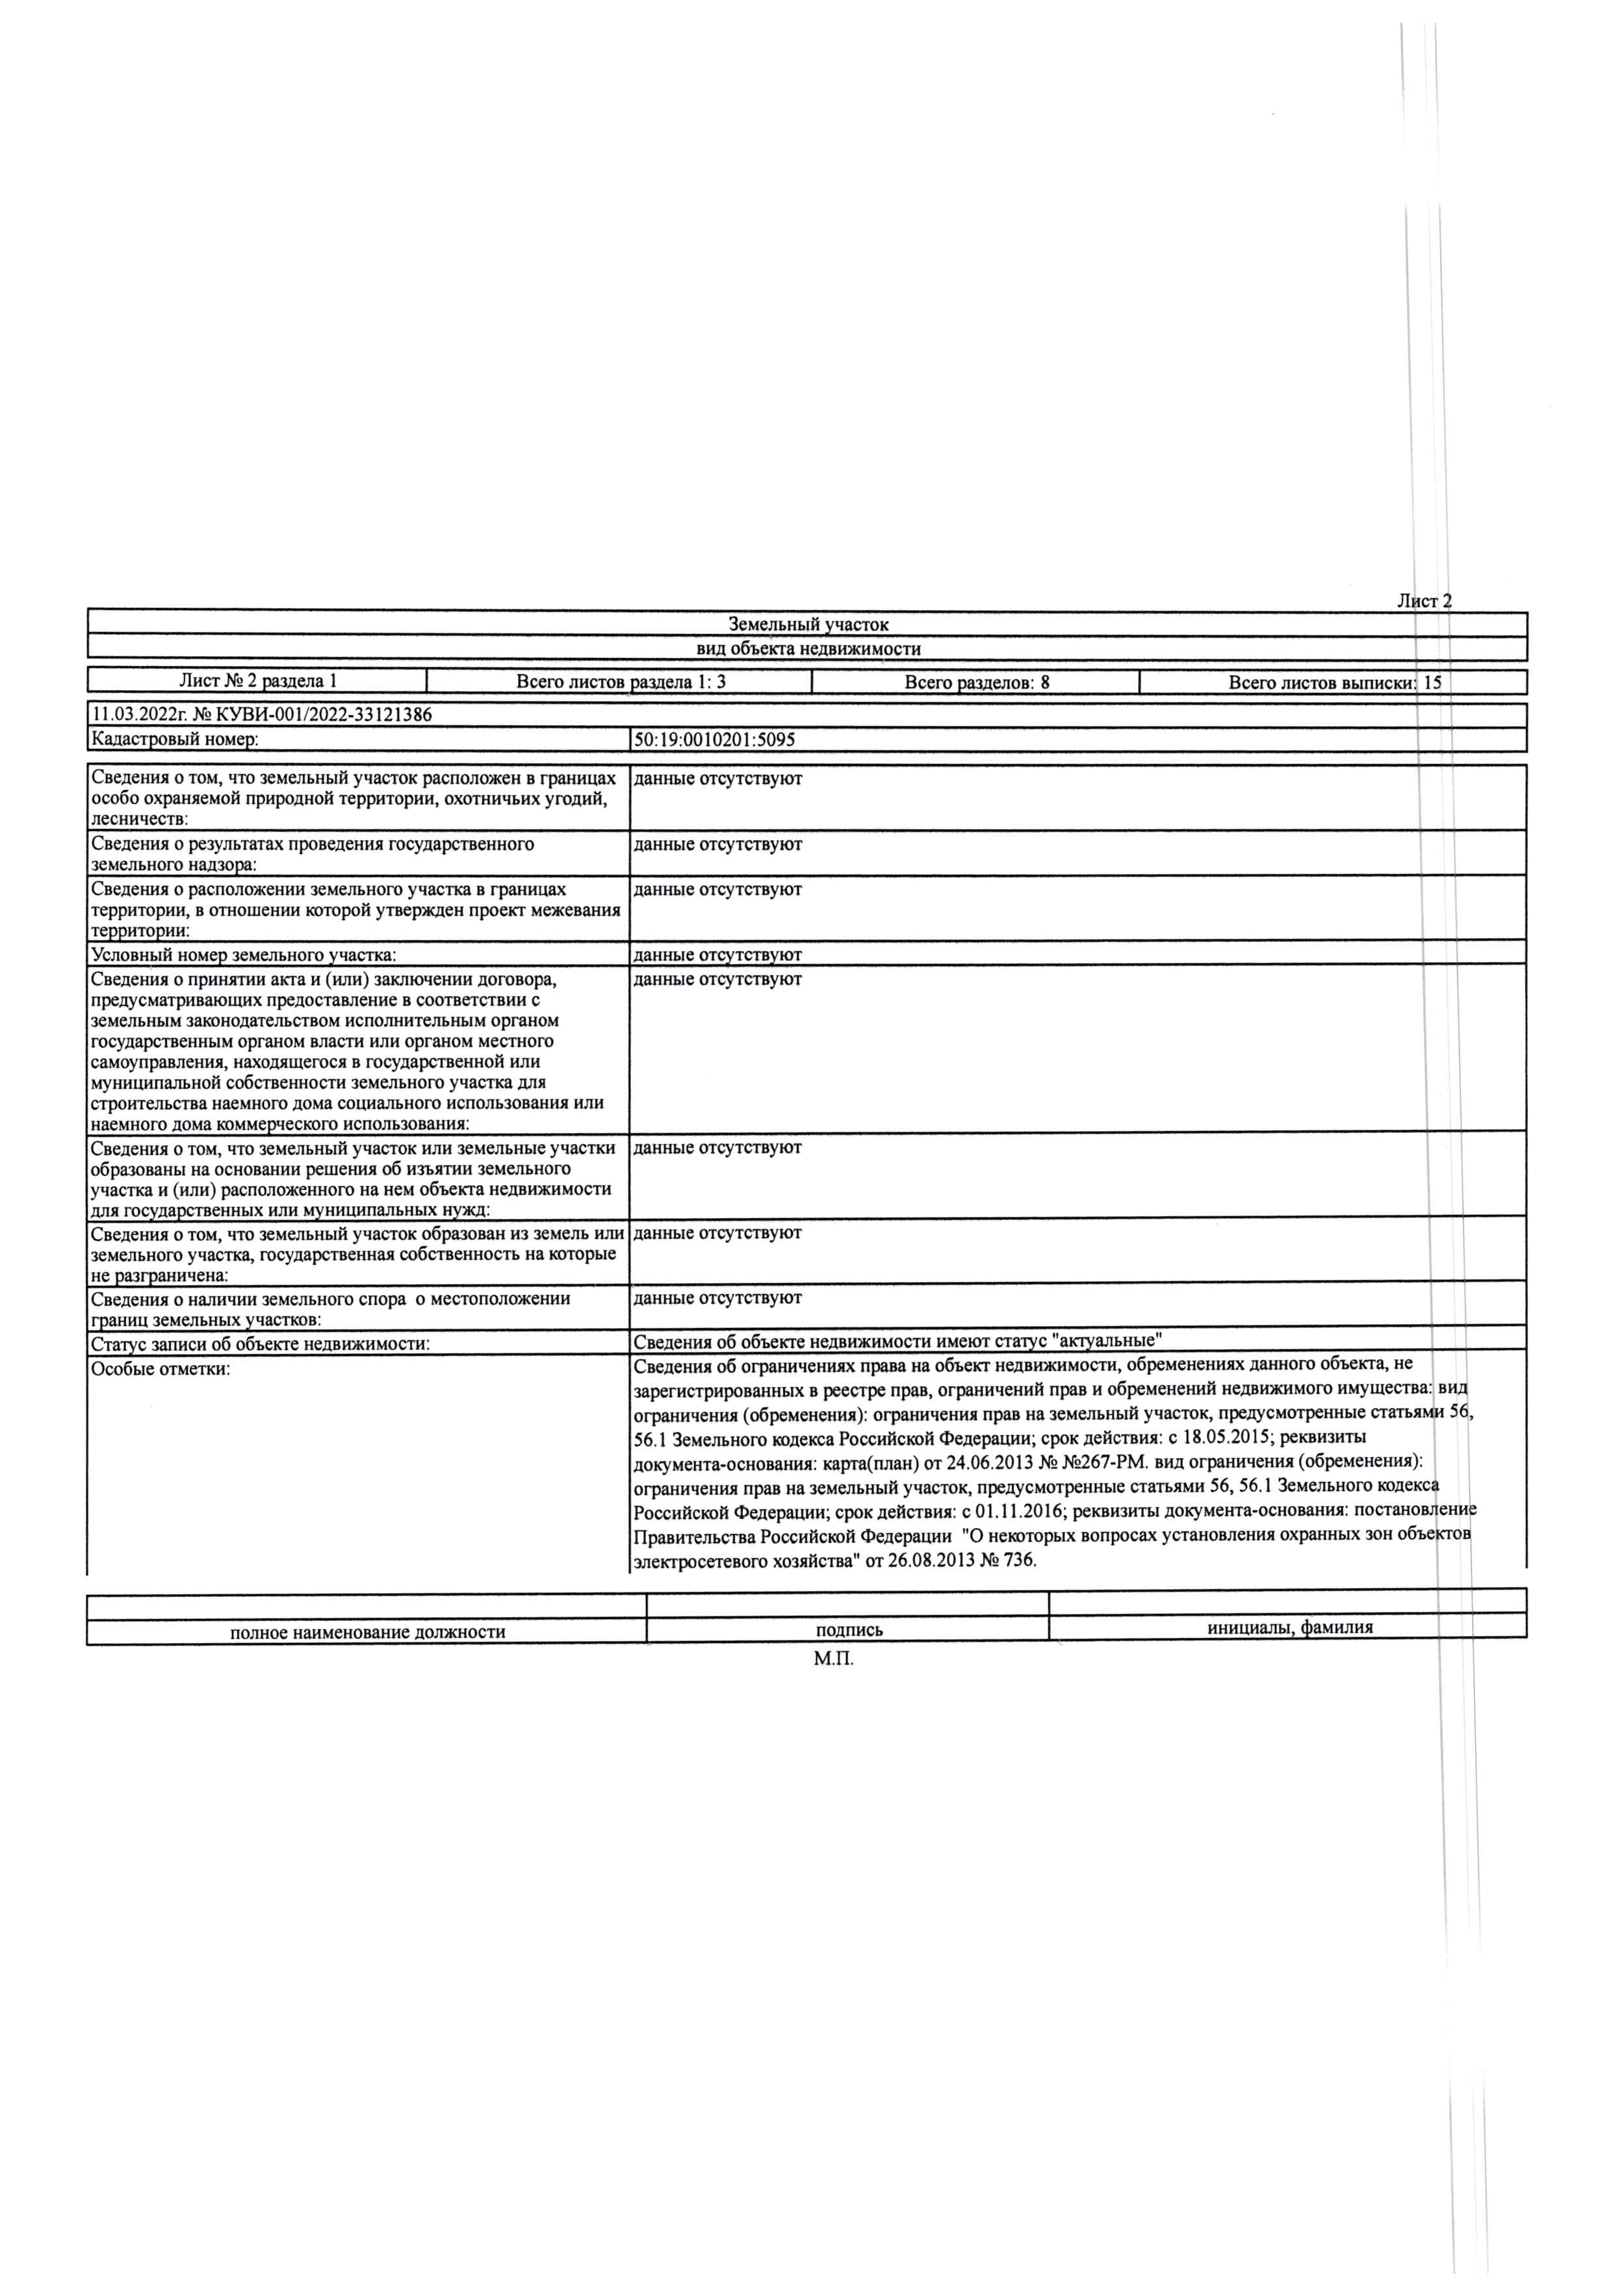 Лист 2
Земельный участок
вид объекта недвижимости
Лист № 2 раздела 1 Всего листов раздела 1: 3 Всего разделов: 8 Всего листов выписки: 15
11.03.2022г. № КУВИ-001/2022-33121386
Кадастровый номер: 50:19:0010201:5095
Сведения о том, что земельный участок расположен в границах
особо охраняемой природной территории, охотничьих угодий,
лесничеств:
данные отсутствуют
Сведения о результатах проведения государственного
земельного надзора:
данные отсутствуют
Сведения о расположении земельного участка в границах
территории, в отношении которой утвержден проект межевания
территории:
данные отсутствуют
Условный номер земельного участка: данные отсутствуют
Сведения о принятии акта и (или) заключении договора,
предусматривающих предоставление в соответствии с
земельным законодательством исполнительным органом
государственным органом власти или органом местного
самоуправления, находящегося в государственной или
муниципальной собственности земельного участка для
строительства наемного дома социального использования или
наемного дома коммерческого использования:
данные отсутствуют
Сведения о том, что земельный участок или земельные участки
образованы на основании решения об изъятии земельного
участка и (или) расположенного на нем объекта недвижимости
для государственных или муниципальных нужд:
данные отсутствуют
Сведения о том, что земельный участок образован из земель или
земельного участка, государственная собственность на которые
не разграничена:
данные отсутствуют
Сведения о наличии земельного спора о местоположении
границ земельных участков:
данные отсутствуют
Статус записи об объекте недвижимости: Сведения об объекте недвижимости имеют статус "актуальные"
Особые отметки:
Сведения об ограничениях права на объект недвижимости, обременениях данного объекта, не
зарегистрированных в реестре прав, ограничений прав и обременений недвижимого имущества: вид
ограничения (обременения): ограничения прав на земельный участок, предусмотренные статьями 56,
56.1 Земельного кодекса Российской Федерации; срок действия: с 18.05.2015; реквизиты
документа-основания: карта(план) от 24.06.2013 № №267-РМ. вид ограничения (обременения):
ограничения прав на земельный участок, предусмотренные статьями 56, 56.1 Земельного кодекса
Российской Федерации; срок действия: с 01.11.2016; реквизиты документа-основания: постановление
Правительства Российской Федерации "О некоторых вопросах установления охранных зон объектов
электросетевого хозяйства" от 26.08.2013 № 736.
полное наименование должности подпись инициалы, фамилия
М.П.